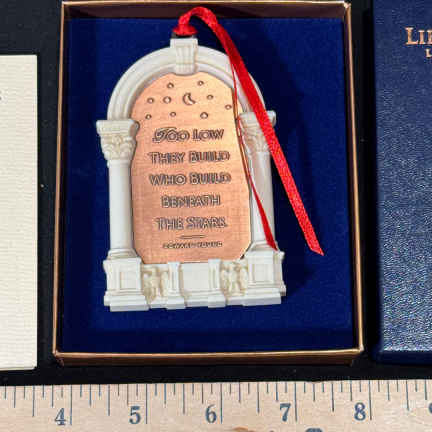 Too Low
They Build
Who Build
Beneath
The Stars
Edward Young
4 5 6 7 8